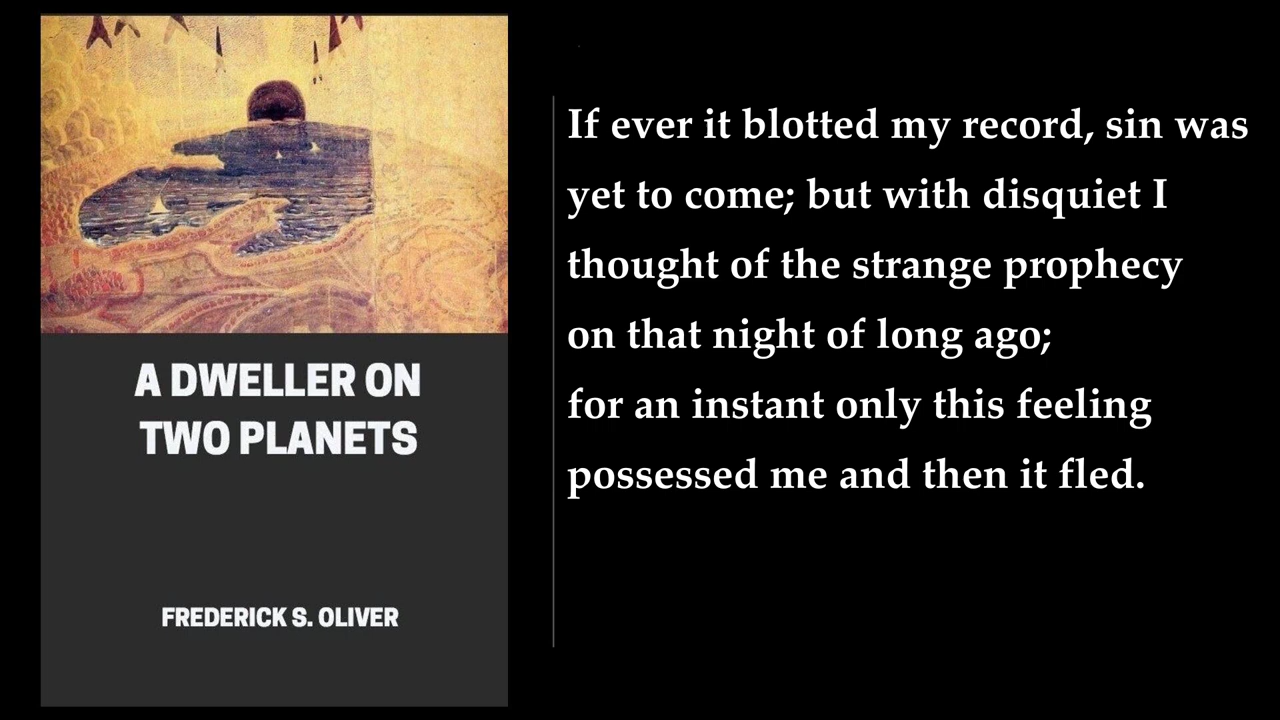 A DWELLER ON
TWO PLANETS
FREDERICK S. OLIVER
If ever it blotted my record, sin was
yet to come; but with disquiet I
thought of the strange prophecy
on that night of long ago;
for an instant only this feeling
possessed me and then it fled.